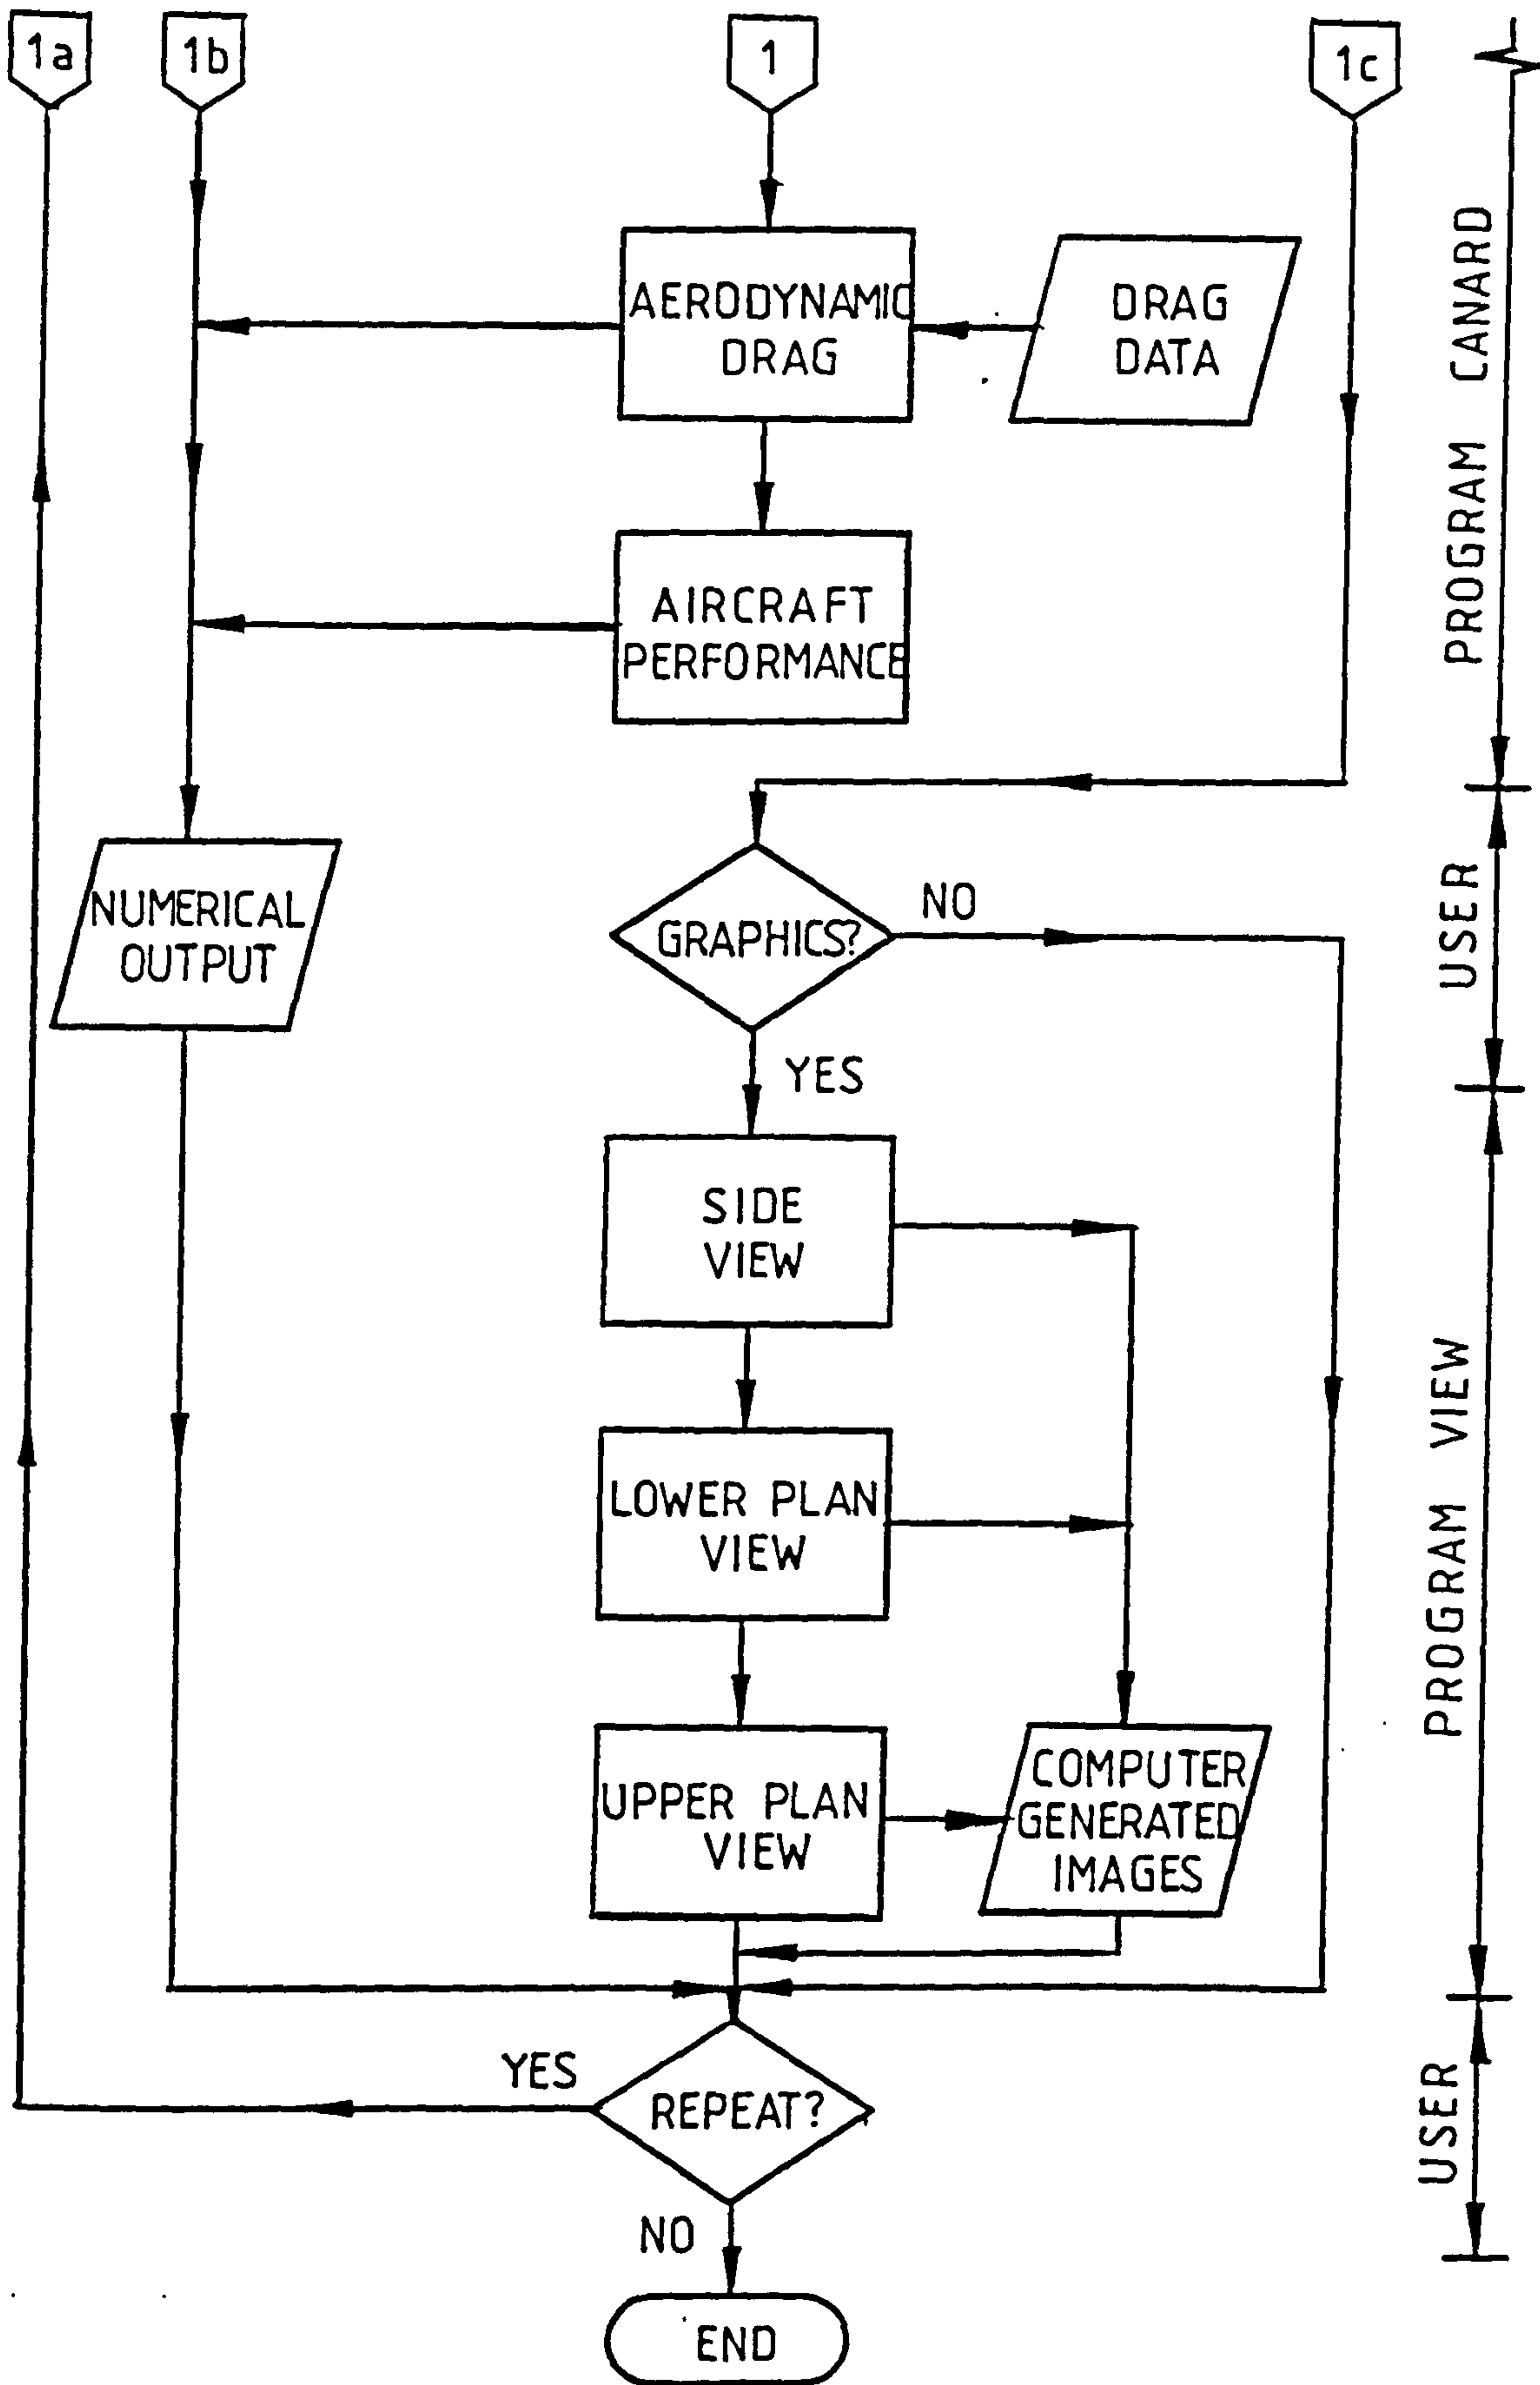 1a
1b
1
1c
AERODYNAMIC
DRAG
DRAG
DATA
AIRCRAFT
PERFORMANCE
NUMERICAL
OUTPUT
GRAPHICS?
NO
YES
SIDE
VIEW
LOWER PLAN
VIEW
UPPER PLAN
VIEW
COMPUTER
GENERATED
IMAGES
YES
REPEAT?
NO
END
PROGRAM CANARD
USER
PROGRAM VIEW
USER